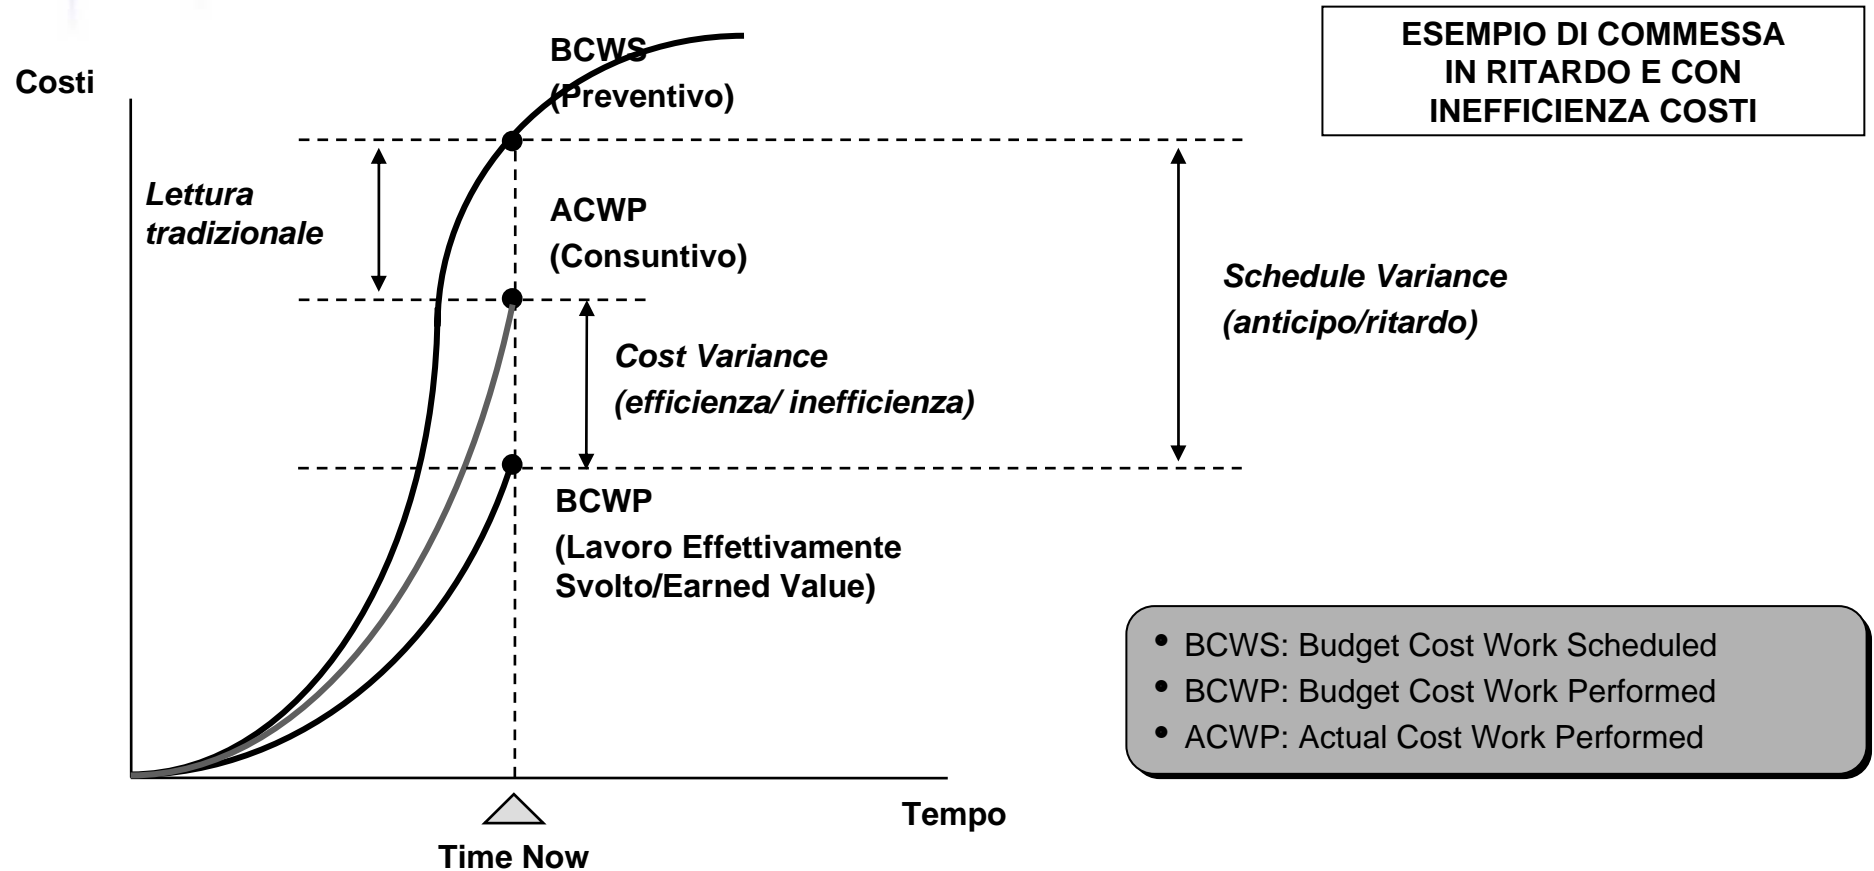 ESEMPIO DI COMMESSA
IN RITARDO E CON
INEFFICIENZA COSTI
Costi
BCWS
(Preventivo)
Lettura
tradizionale
ACWP
(Consuntivo)
Schedule Variance
(anticipo/ritardo)
Cost Variance
(efficienza/ inefficienza)
BCWP
(Lavoro Effettivamente
Svolto/Earned Value)
• BCWS: Budget Cost Work Scheduled
• BCWP: Budget Cost Work Performed
• ACWP: Actual Cost Work Performed
Tempo
Time Now